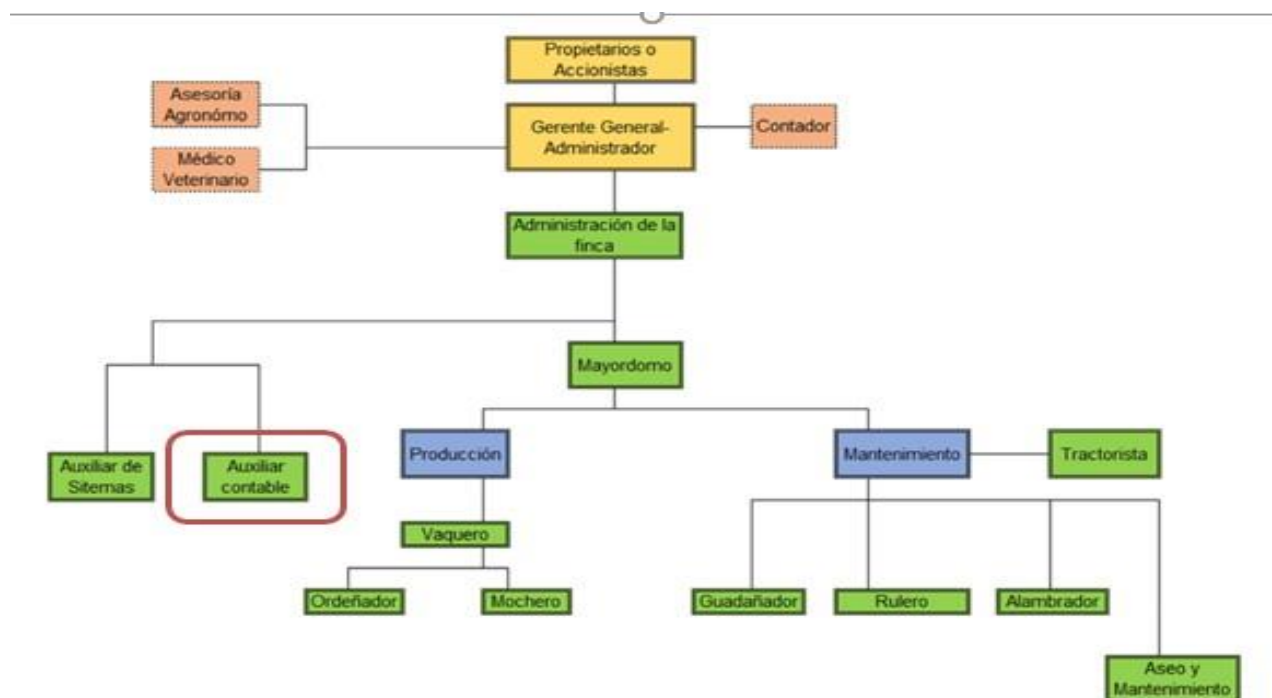 Propietarios o
Accionistas
Asesoría
Agronómo
Gerente General-
Administrador
Contador
Médico
Veterinario
Administración de la
finca
Mayordomo
Auxiliar de
Sitemas
Auxiliar
contable
Producción
Mantenimiento
Tractorista
Vaquero
Ordeñador
Mochero
Guadañador
Rulero
Alambrador
Aseo y
Mantenimiento